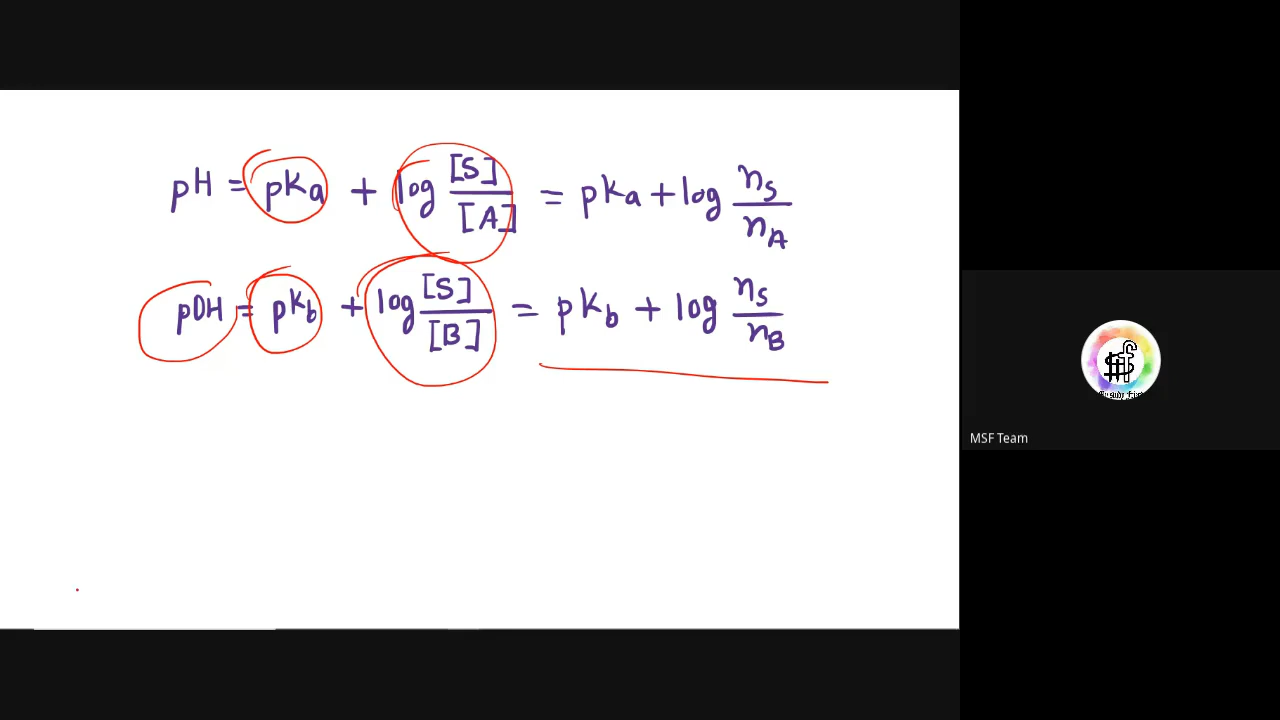 pH = pKa + log [S]/[A] = pKa + log nS/nA
pOH = pKb + log [S]/[B] = pKb + log nS/nB
MSF Team